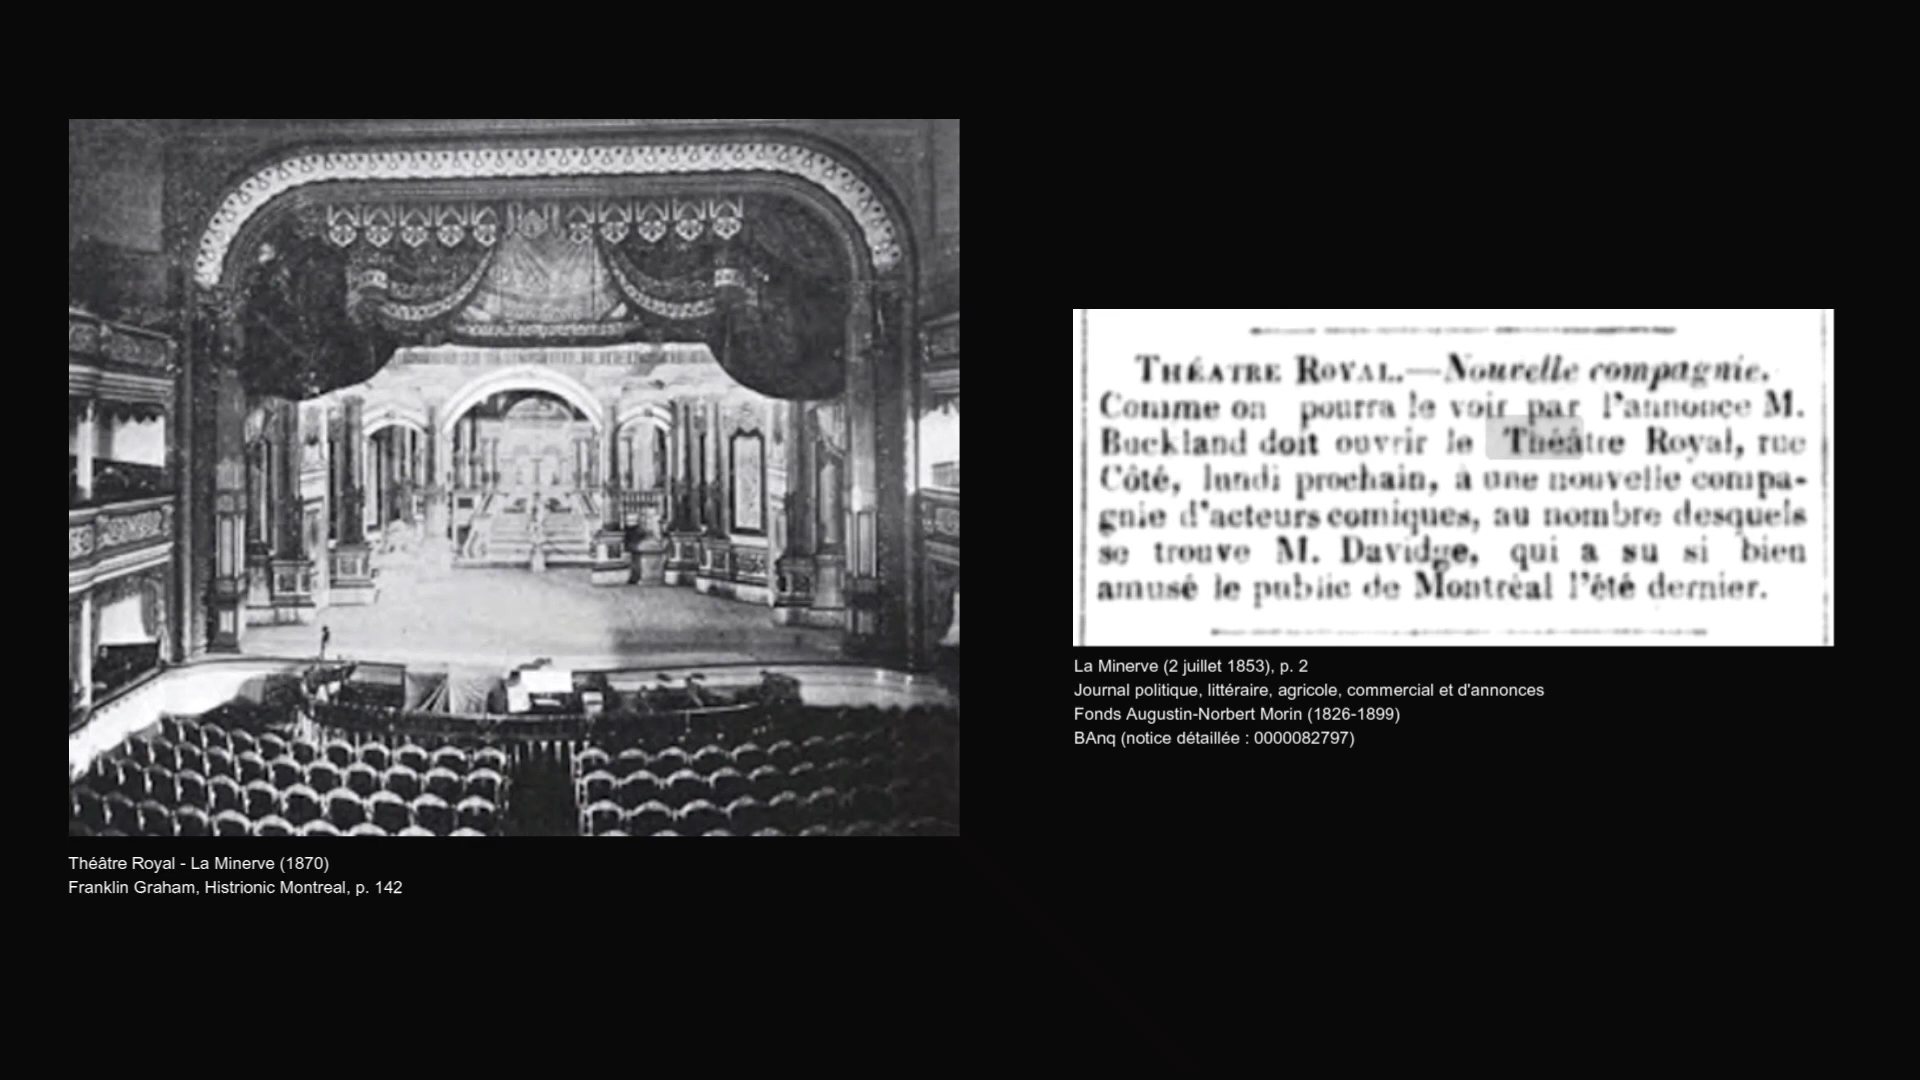 Théâtre Royal - La Minerve (1870)
Franklin Graham, Histrionic Montreal, p. 142
THÉATRE ROYAL.—Nouvelle compagnie.
Comme on pourra le voir par l'annonce M.
Buckland doit ouvrir le Théâtre Royal, rue
Côté, lundi prochain, à une nouvelle compa-
gnie d'acteurs comiques, au nombre desquels
se trouve M. Davidge, qui a su si bien
amusé le public de Montréal l'été dernier.
La Minerve (2 juillet 1853), p. 2
Journal politique, littéraire, agricole, commercial et d'annonces
Fonds Augustin-Norbert Morin (1826-1899)
BAnq (notice détaillée : 0000082797)